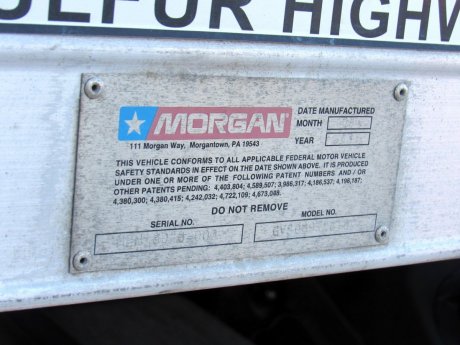 SULFUR HIGHW
MORGAN
111 Morgan Way, Morgantown, PA 19543
DATE MANUFACTURED
MONTH
YEAR
THIS VEHICLE CONFORMS TO ALL APPLICABLE FEDERAL MOTOR VEHICLE
SAFETY STANDARDS IN EFFECT ON THE DATE SHOWN ABOVE. IT IS PRODUCED
UNDER ONE OR MORE OF THE FOLLOWING PATENT NUMBERS AND / OR
OTHER PATENTS PENDING: 4,409,804; 4,589,507; 3,986,317; 4,186,537; 4,196,187;
4,380,300; 4,380,415; 4,242,032; 4,722,109; 4,673,045.
DO NOT REMOVE
SERIAL NO. MODEL NO.